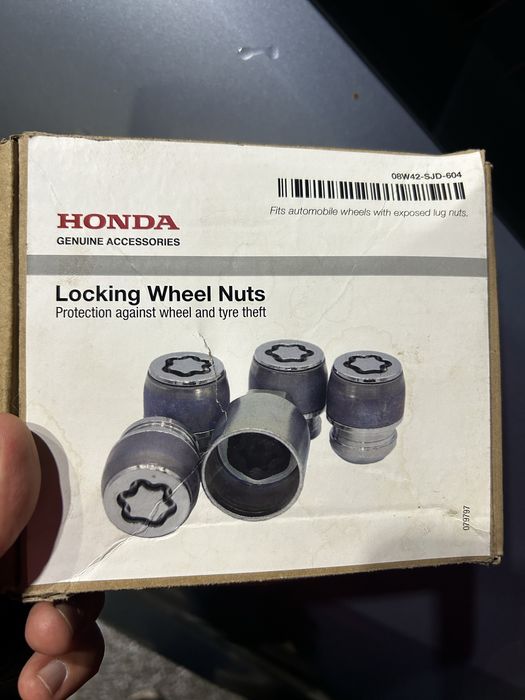 08W42-SJD-604
Fits automobile wheels with exposed lug nuts.
HONDA
GENUINE ACCESSORIES
Locking Wheel Nuts
Protection against wheel and tyre theft
079797